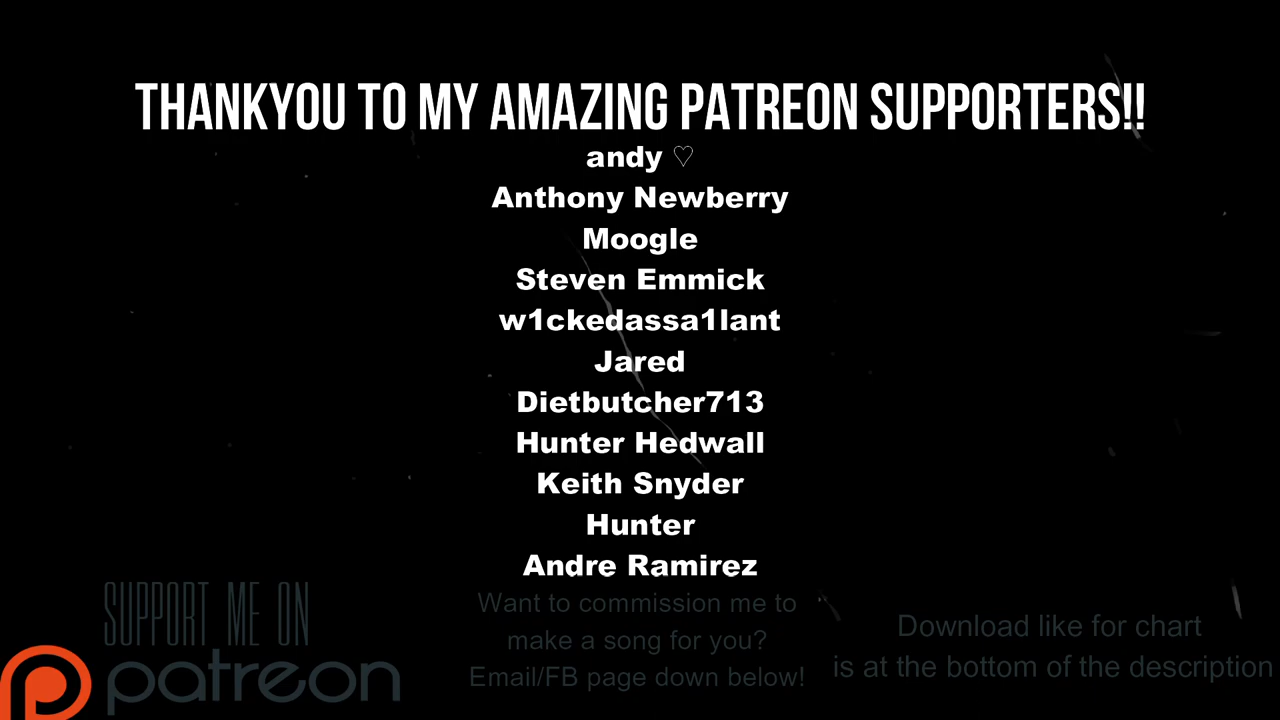 THANKYOU TO MY AMAZING PATREON SUPPORTERS!!
andy ♡
Anthony Newberry
Moogle
Steven Emmick
w1ckedassa1lant
Jared
Dietbutcher713
Hunter Hedwall
Keith Snyder
Hunter
Andre Ramirez
SUPPORT ME ON
patreon
Want to commission me to
make a song for you?
Email/FB page down below!
Download like for chart
is at the bottom of the description